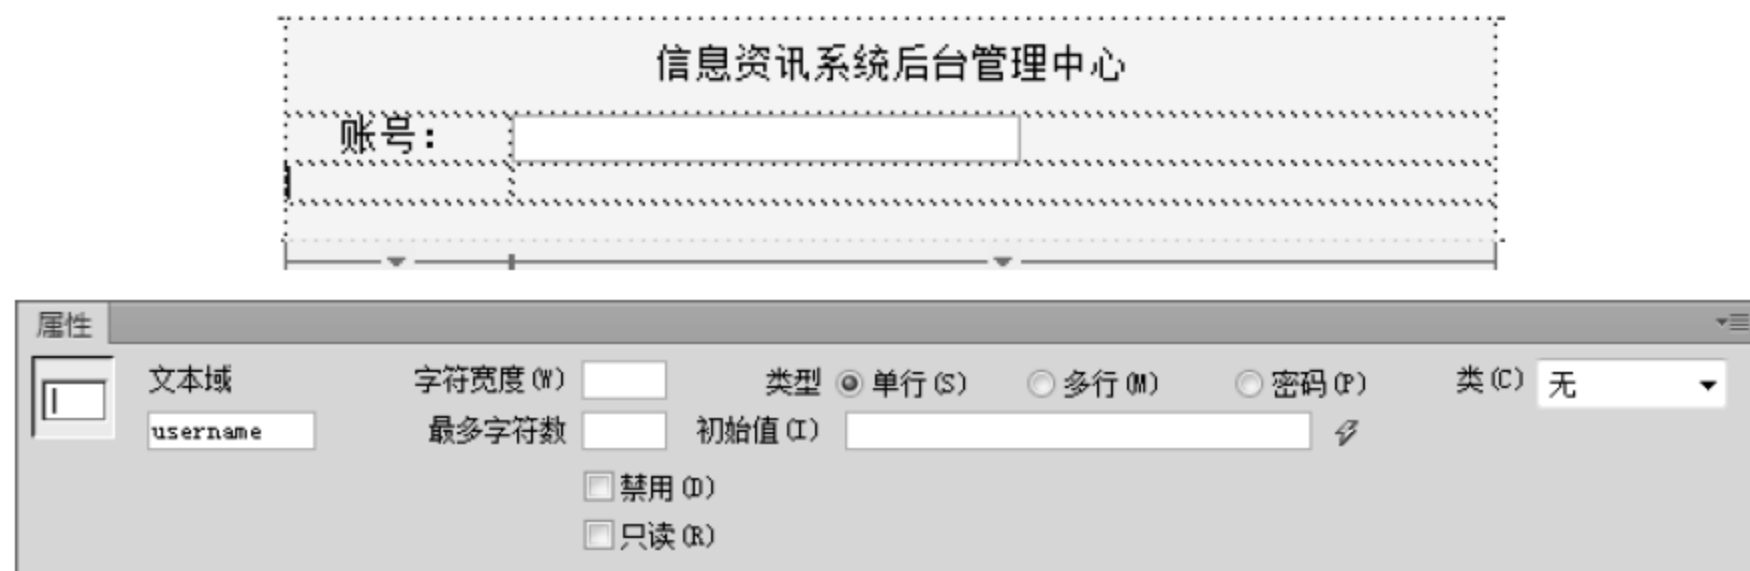 信息资讯系统后台管理中心
账号：
属性
文本域 字符宽度(W) 类型 单行(S) 多行(M) 密码(P) 类(C) 无
username 最多字符数 初始值(I)
禁用(D)
只读(R)